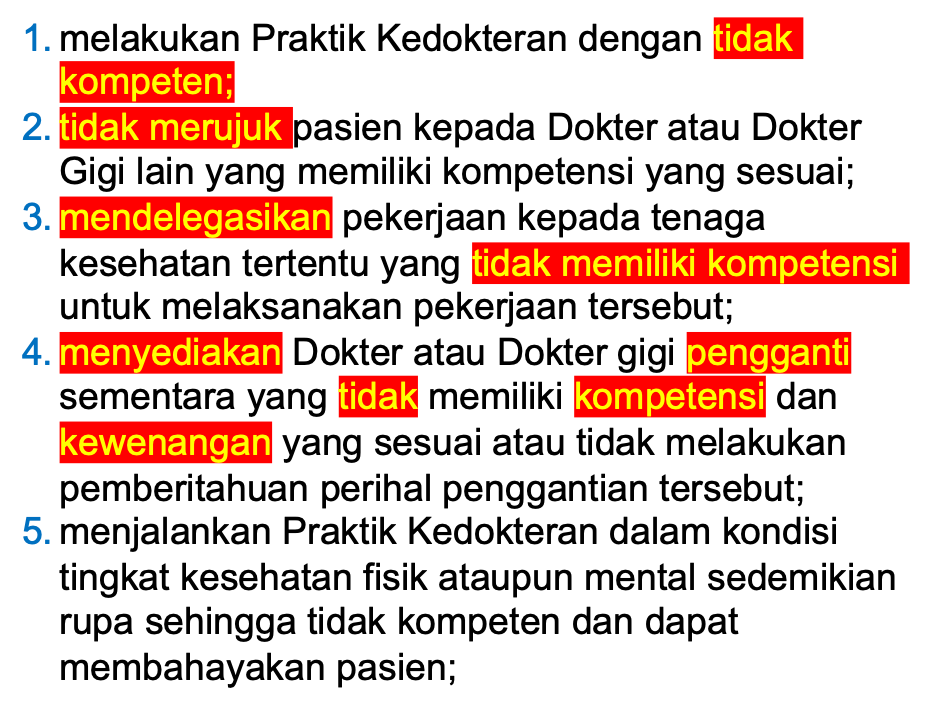 1. melakukan Praktik Kedokteran dengan tidak
kompeten;
2. tidak merujuk pasien kepada Dokter atau Dokter
Gigi lain yang memiliki kompetensi yang sesuai;
3. mendelegasikan pekerjaan kepada tenaga
kesehatan tertentu yang tidak memiliki kompetensi
untuk melaksanakan pekerjaan tersebut;
4. menyediakan Dokter atau Dokter gigi pengganti
sementara yang tidak memiliki kompetensi dan
kewenangan yang sesuai atau tidak melakukan
pemberitahuan perihal penggantian tersebut;
5. menjalankan Praktik Kedokteran dalam kondisi
tingkat kesehatan fisik ataupun mental sedemikian
rupa sehingga tidak kompeten dan dapat
membahayakan pasien;